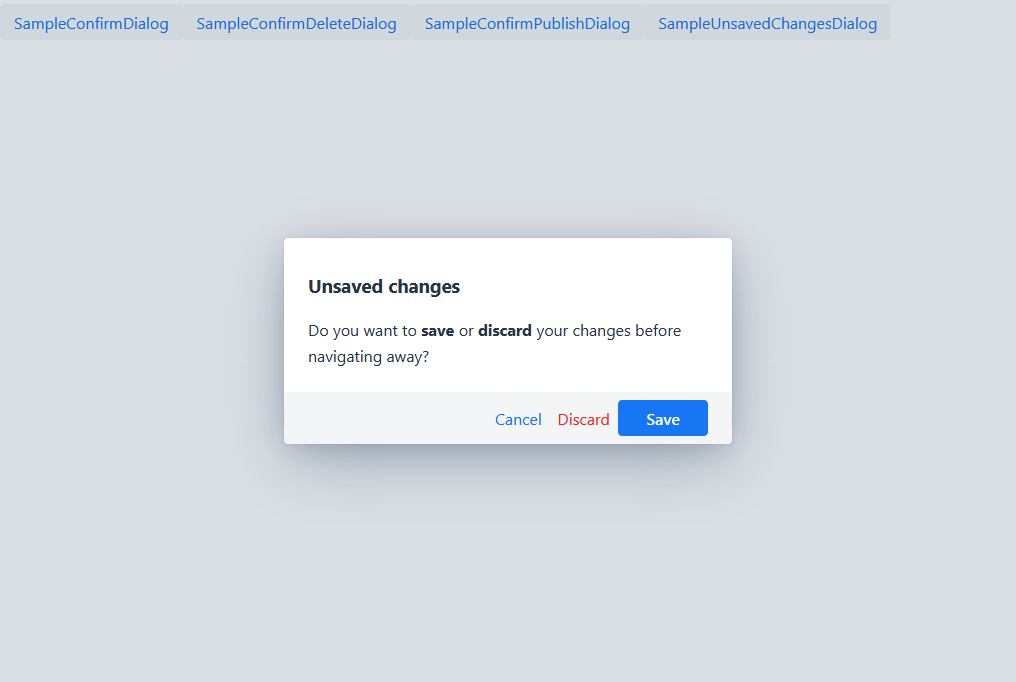 SampleConfirmDialog SampleConfirmDeleteDialog SampleConfirmPublishDialog SampleUnsavedChangesDialog
Unsaved changes
Do you want to save or discard your changes before
navigating away?
Cancel Discard Save